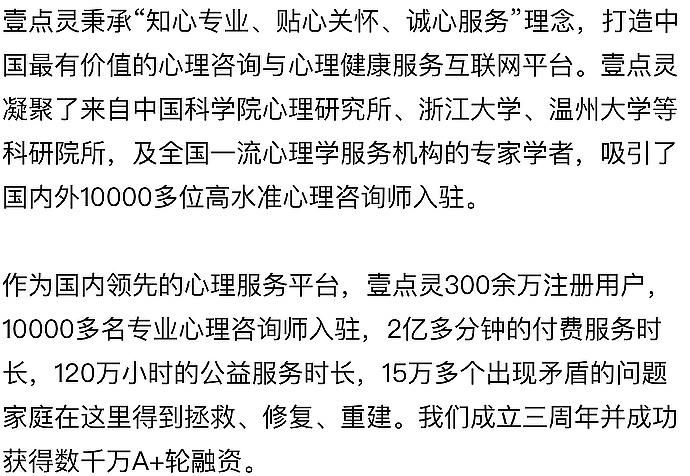 壹点灵秉承“知心专业、贴心关怀、诚心服务”理念，打造中
国最有价值的心理咨询与心理健康服务互联网平台。壹点灵
凝聚了来自中国科学院心理研究所、浙江大学、温州大学等
科研院所，及全国一流心理学服务机构的专家学者，吸引了
国内外10000多位高水准心理咨询师入驻。
作为国内领先的心理服务平台，壹点灵300余万注册用户，
10000多名专业心理咨询师入驻，2亿多分钟的付费服务时
长，120万小时的公益服务时长，15万多个出现矛盾的问题
家庭在这里得到拯救、修复、重建。我们成立三周年并成功
获得数千万A+轮融资。